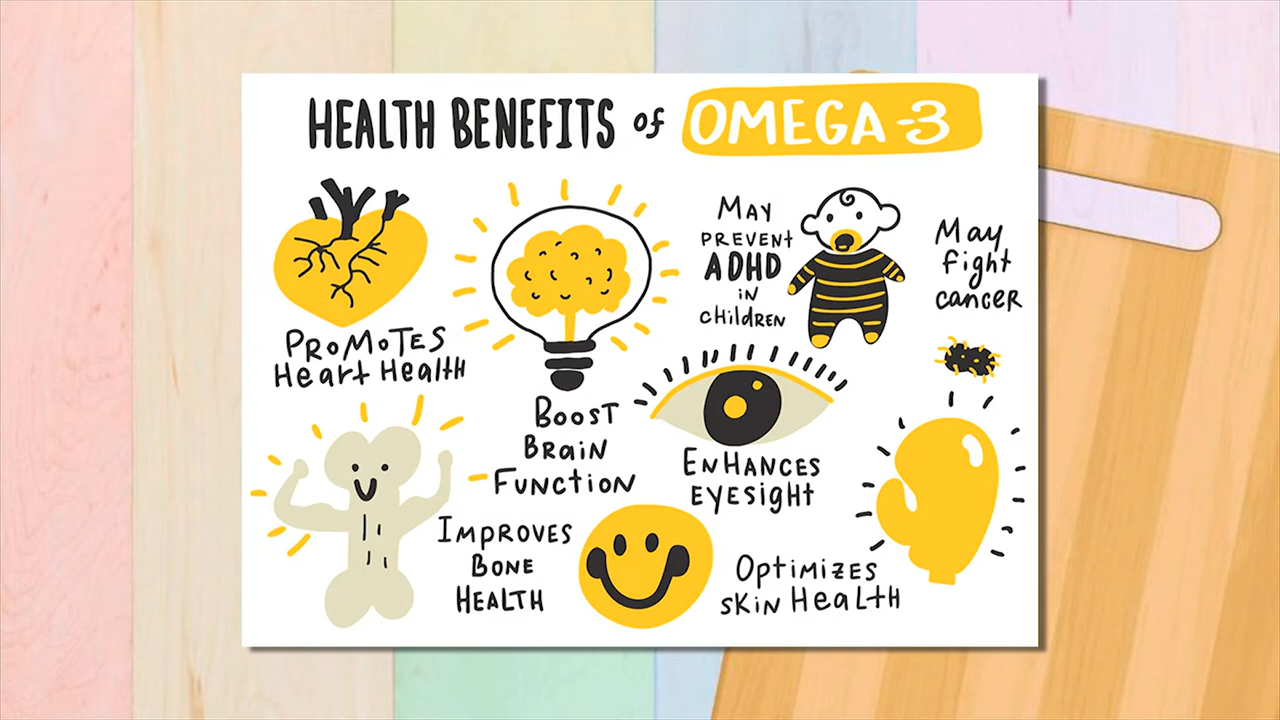 HEALTH BENEFITS of OMEGA-3
PROMOTES
Heart Health
BOOST
BRAIN
FUNCTION
MAY
PREVENT
ADHD
IN
CHILDREN
May
fight
cancer
ENHANCES
EYESIGHT
IMPROVES
BONE
HEALTH
OPTIMIZES
SKIN HEALTH